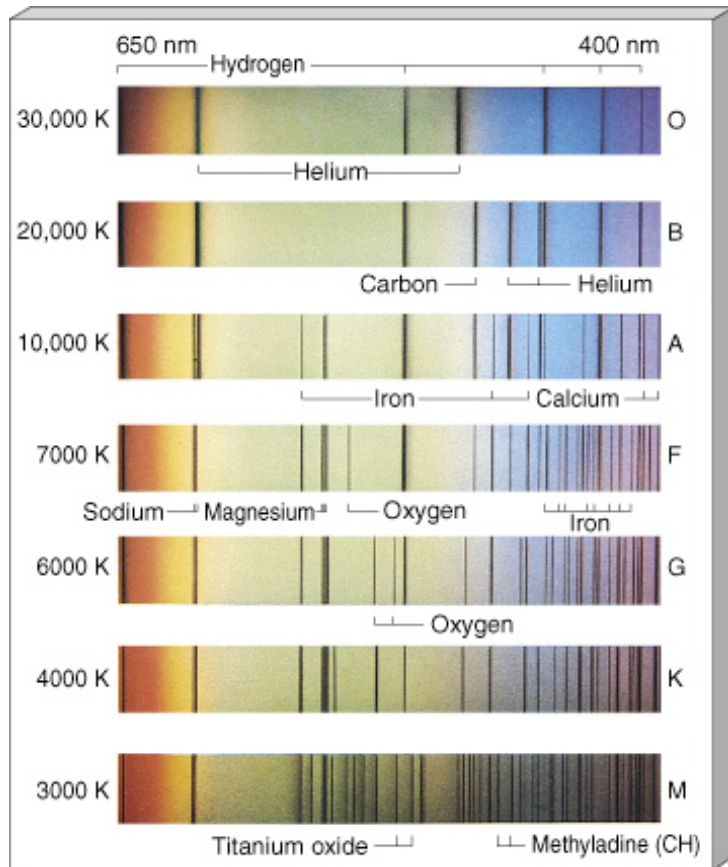 650 nm 400 nm
Hydrogen
30,000 K O
Helium
20,000 K B
Carbon Helium
10,000 K A
Iron Calcium
7000 K F
Sodium Magnesium Oxygen Iron
6000 K G
Oxygen
4000 K K
3000 K M
Titanium oxide Methyladine (CH)